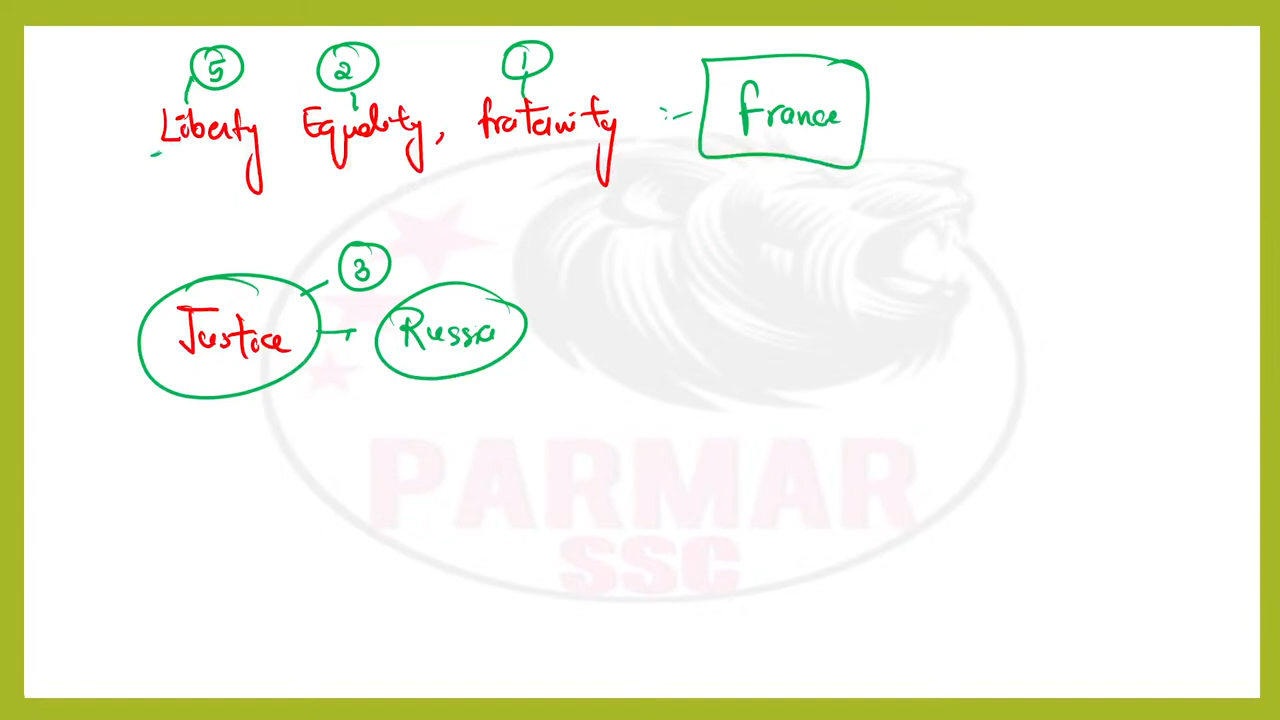 5 2 1
Liberty Equality, fraternity :- france
3
Justice - Russia
PARMAR
SSC